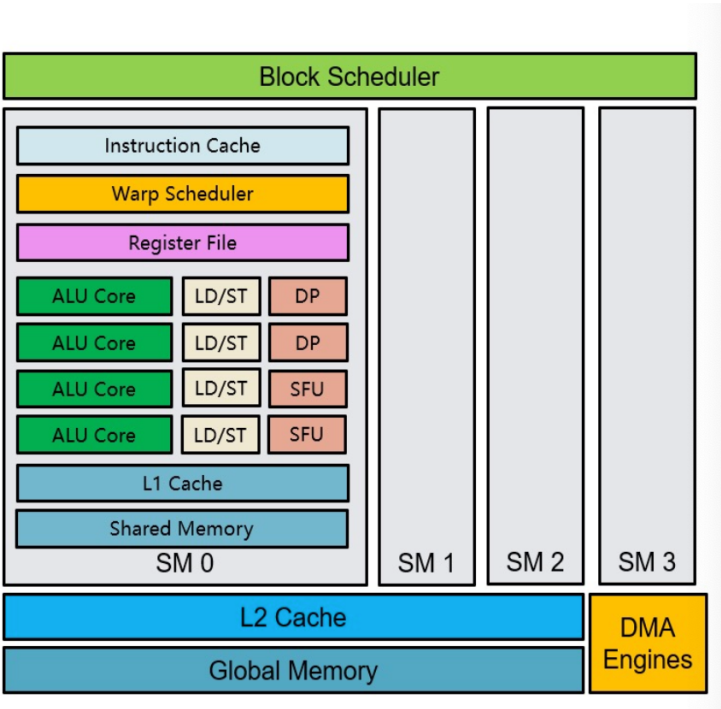 Block Scheduler
Instruction Cache
Warp Scheduler
Register File
ALU Core LD/ST DP
ALU Core LD/ST DP
ALU Core LD/ST SFU
ALU Core LD/ST SFU
L1 Cache
Shared Memory
SM 0
SM 1
SM 2
SM 3
L2 Cache
Global Memory
DMA
Engines